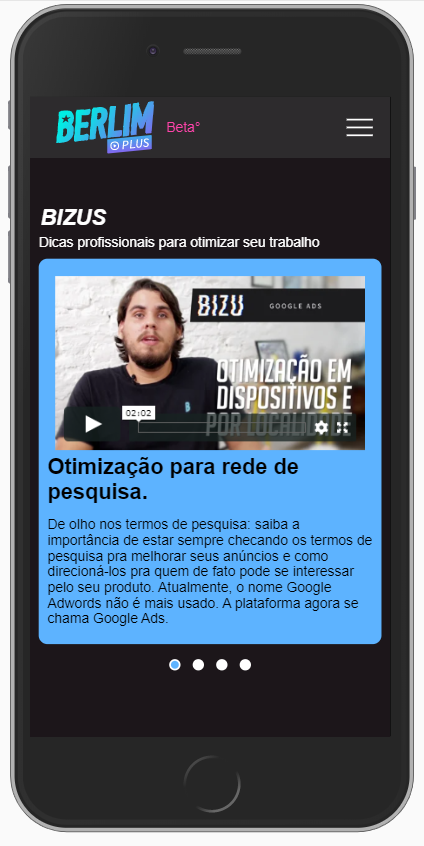 BERLIM
PLUS
Beta°
BIZUS
Dicas profissionais para otimizar seu trabalho
BIZU
GOOGLE ADS
OTIMIZAÇÃO EM
DISPOSITIVOS E
POR LOCALIDADE
02:02
Otimização para rede de
pesquisa.
De olho nos termos de pesquisa: saiba a
importância de estar sempre checando os termos de
pesquisa pra melhorar seus anúncios e como
direcioná-los pra quem de fato pode se interessar
pelo seu produto. Atualmente, o nome Google
Adwords não é mais usado. A plataforma agora se
chama Google Ads.